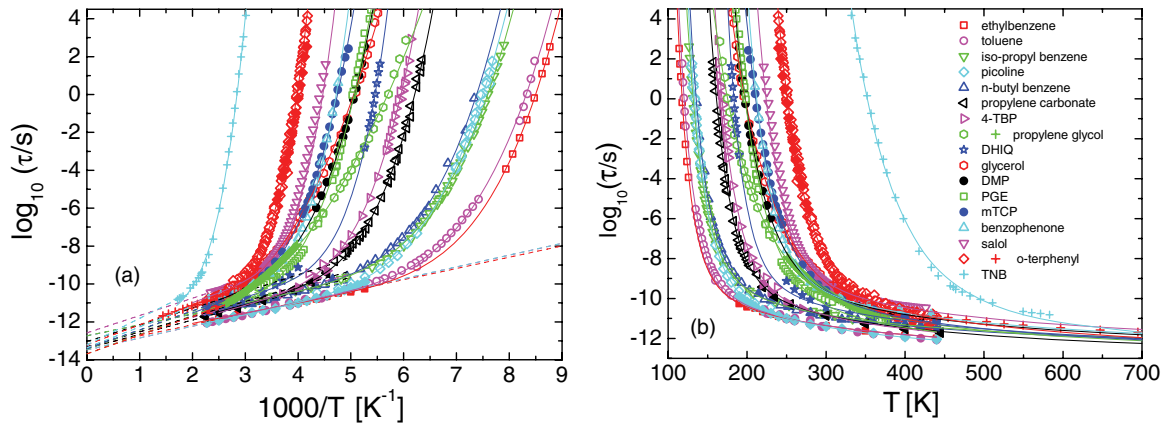 4
2
0
-2
-4
-6
-8
-10
-12
-14
log10 (τ/s)
(a)
0 1 2 3 4 5 6 7 8 9
1000/T [K-1]
4
2
0
-2
-4
-6
-8
-10
-12
log10(τ/s)
(b)
100 200 300 400 500 600 700
T [K]
ethylbenzene
toluene
iso-propyl benzene
picoline
n-butyl benzene
propylene carbonate
4-TBP
propylene glycol
DHIQ
glycerol
DMP
PGE
mTCP
benzophenone
salol
o-terphenyl
TNB